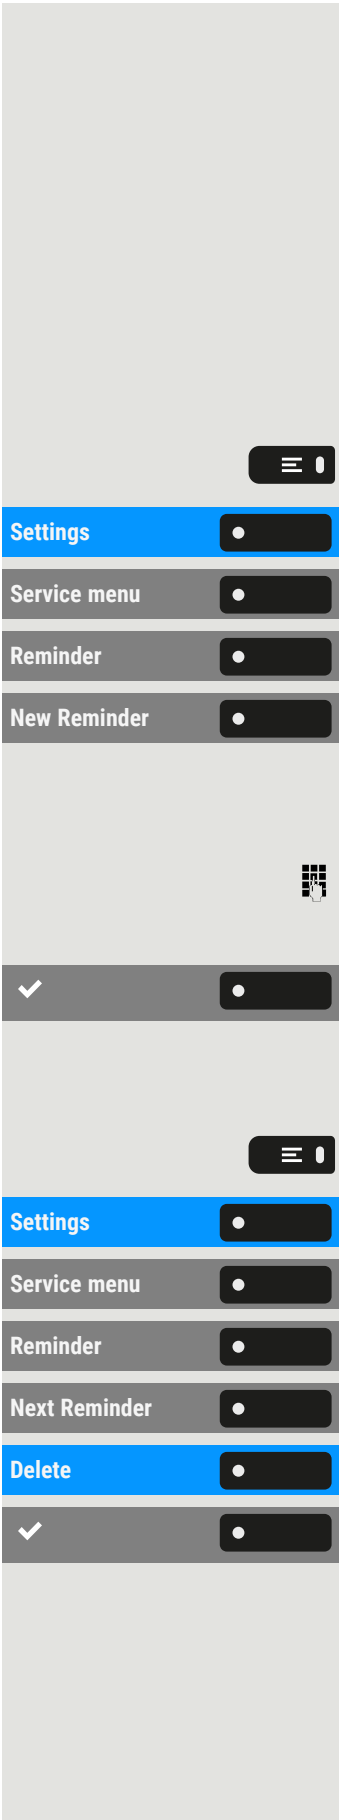 Settings
Service menu
Reminder
New Reminder
Settings
Service menu
Reminder
Next Reminder
Delete